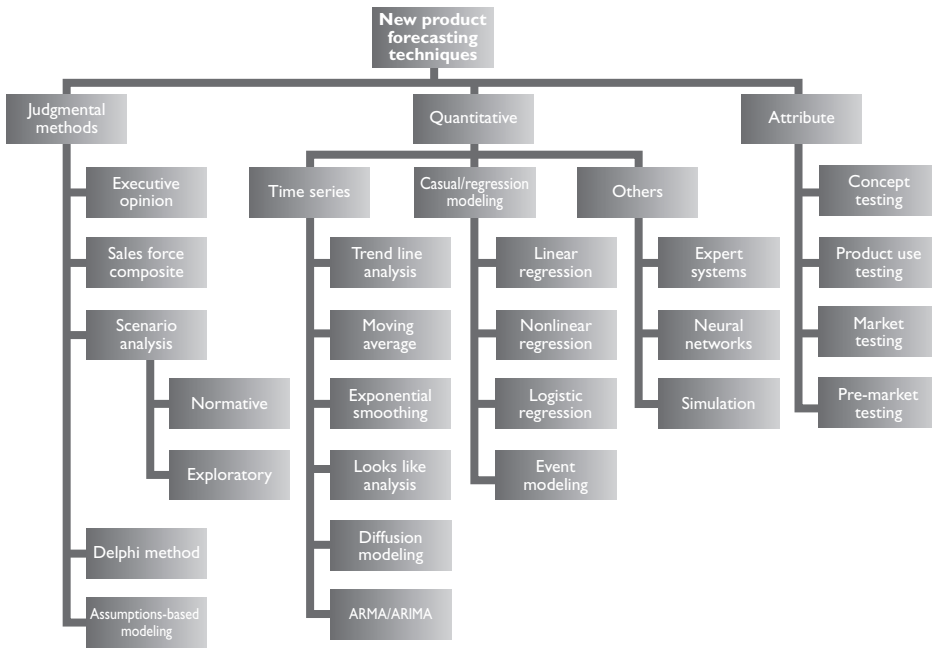 New product
forecasting
techniques
Judgmental
methods
Executive
opinion
Sales force
composite
Scenario
analysis
Normative
Exploratory
Delphi method
Assumptions-based
modeling
Quantitative
Time series
Trend line
analysis
Moving
average
Exponential
smoothing
Looks like
analysis
Diffusion
modeling
ARMA/ARIMA
Casual/regression
modeling
Linear
regression
Nonlinear
regression
Logistic
regression
Event
modeling
Others
Expert
systems
Neural
networks
Simulation
Attribute
Concept
testing
Product use
testing
Market
testing
Pre-market
testing